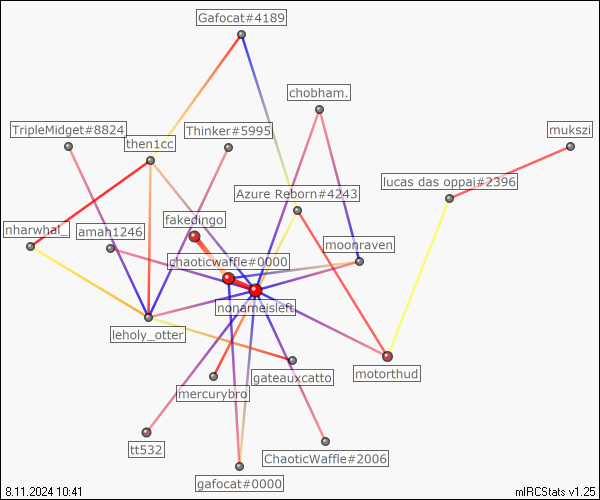 Gafocat#4189
chobham.
TripleMidget#8824
Thinker#5995
mukszi
then1cc
lucas das oppai#2396
Azure Reborn#4243
fakedingo
nharwhal_
amah1246
moonraven
chaoticwaffle#0000
nonameisleft
leholy_otter
motorthud
gateauxcatto
mercurybro
tt532
ChaoticWaffle#2006
gafocat#0000
8.11.2024 10:41
mIRCStats v1.25